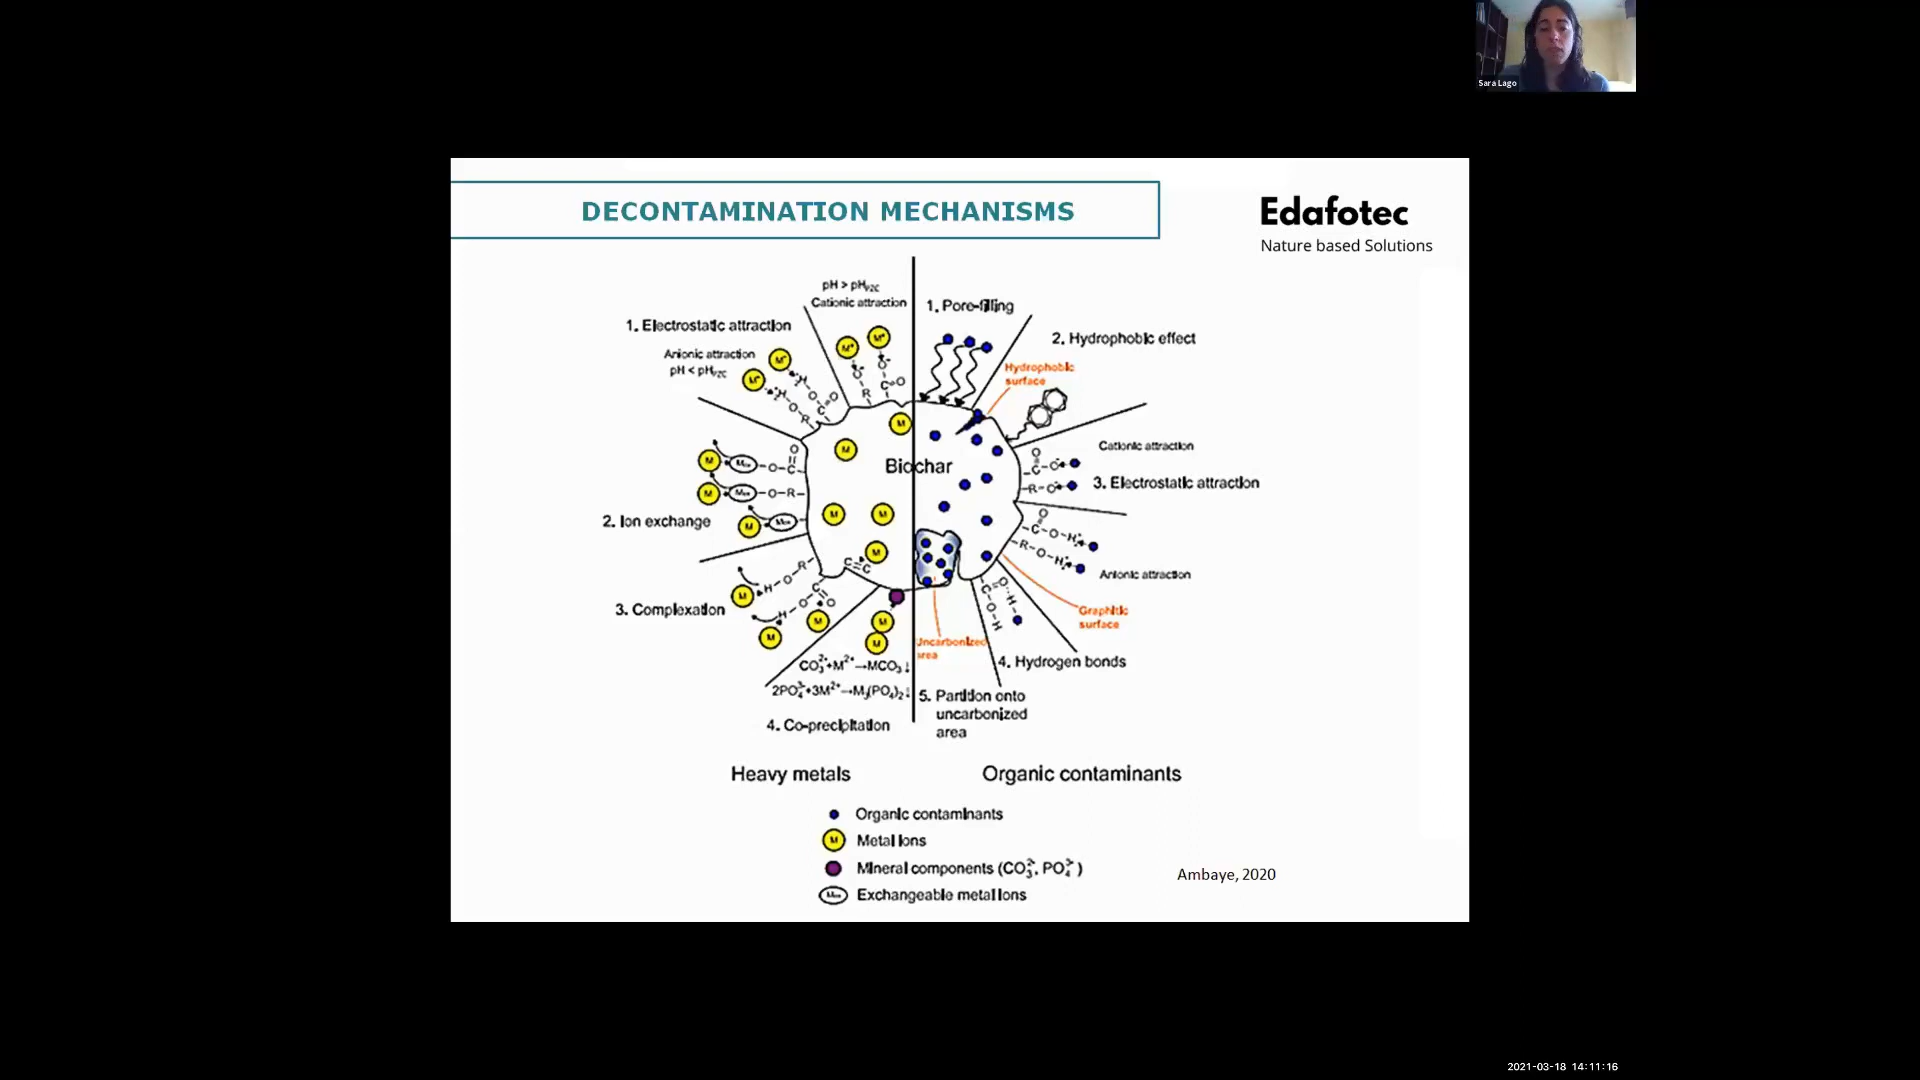 Sara Lago
DECONTAMINATION MECHANISMS
Edafotec
Nature based Solutions
pH > pHPZC
Cationic attraction
1. Electrostatic attraction
Anionic attraction
pH < pHPZC
2. Ion exchange
3. Complexation
CO₃²⁻+M²⁺→MCO₃↓
2PO₄³⁻+3M²⁺→M₃(PO₄)₂↓
4. Co-precipitation
Biochar
1. Pore-filling
2. Hydrophobic effect
Hydrophobic
surface
Cationic attraction
3. Electrostatic attraction
Anionic attraction
Graphitic
surface
4. Hydrogen bonds
Uncarbonized
area
5. Partition onto
uncarbonized
area
Heavy metals
Organic contaminants
Organic contaminants
M Metal ions
Mineral components (CO₃²⁻, PO₄³⁻)
Exchangeable metal ions
Ambaye, 2020
2021-03-18 14:11:16